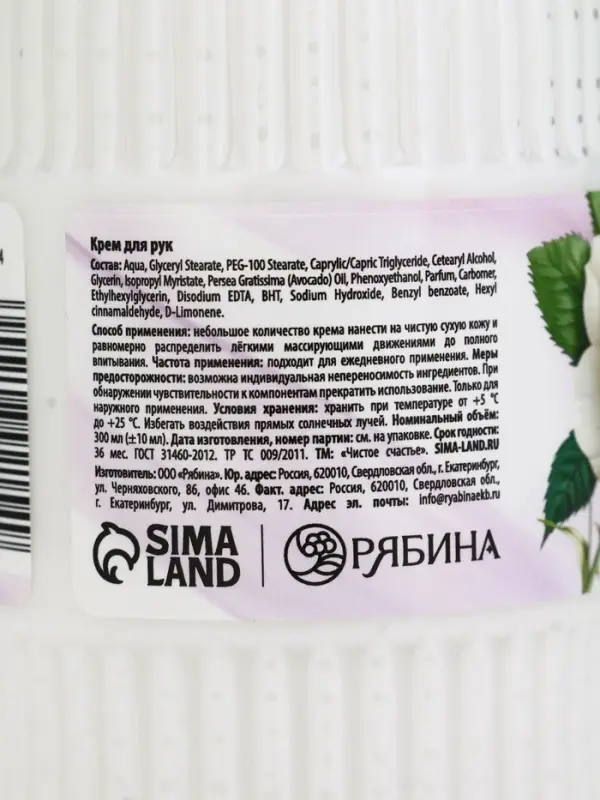 4
Крем для рук
Состав: Aqua, Glyceryl Stearate, PEG-100 Stearate, Caprylic/Capric Triglyceride, Cetearyl Alcohol,
Glycerin, Isopropyl Myristate, Persea Gratissima (Avocado) Oil, Phenoxyethanol, Parfum, Carbomer,
Ethylhexylglycerin, Disodium EDTA, BHT, Sodium Hydroxide, Benzyl benzoate, Hexyl
cinnamaldehyde, D-Limonene.
Способ применения: небольшое количество крема нанести на чистую сухую кожу и
равномерно распределить лёгкими массирующими движениями до полного
впитывания. Частота применения: подходит для ежедневного применения. Меры
предосторожности: возможна индивидуальная непереносимость ингредиентов. При
обнаружении чувствительности к компонентам прекратить использование. Только для
наружного применения. Условия хранения: хранить при температуре от +5 °C
до +25 °C. Избегать воздействия прямых солнечных лучей. Номинальный объём:
300 мл (±10 мл). Дата изготовления, номер партии: см. на упаковке. Срок годности:
36 мес. ГОСТ 31460-2012. ТР ТС 009/2011. ТМ: «Чистое счастье». SIMA-LAND.RU
Изготовитель: ООО «Рябина». Юр. адрес: Россия, 620010, Свердловская обл., г. Екатеринбург,
ул. Черняховского, 86, офис 46. Факт. адрес: Россия, 620010, Свердловская обл.,
г. Екатеринбург, ул. Димитрова, 17. Адрес эл. почты: info@ryabinaekb.ru
SIMA
LAND
РЯБИНА